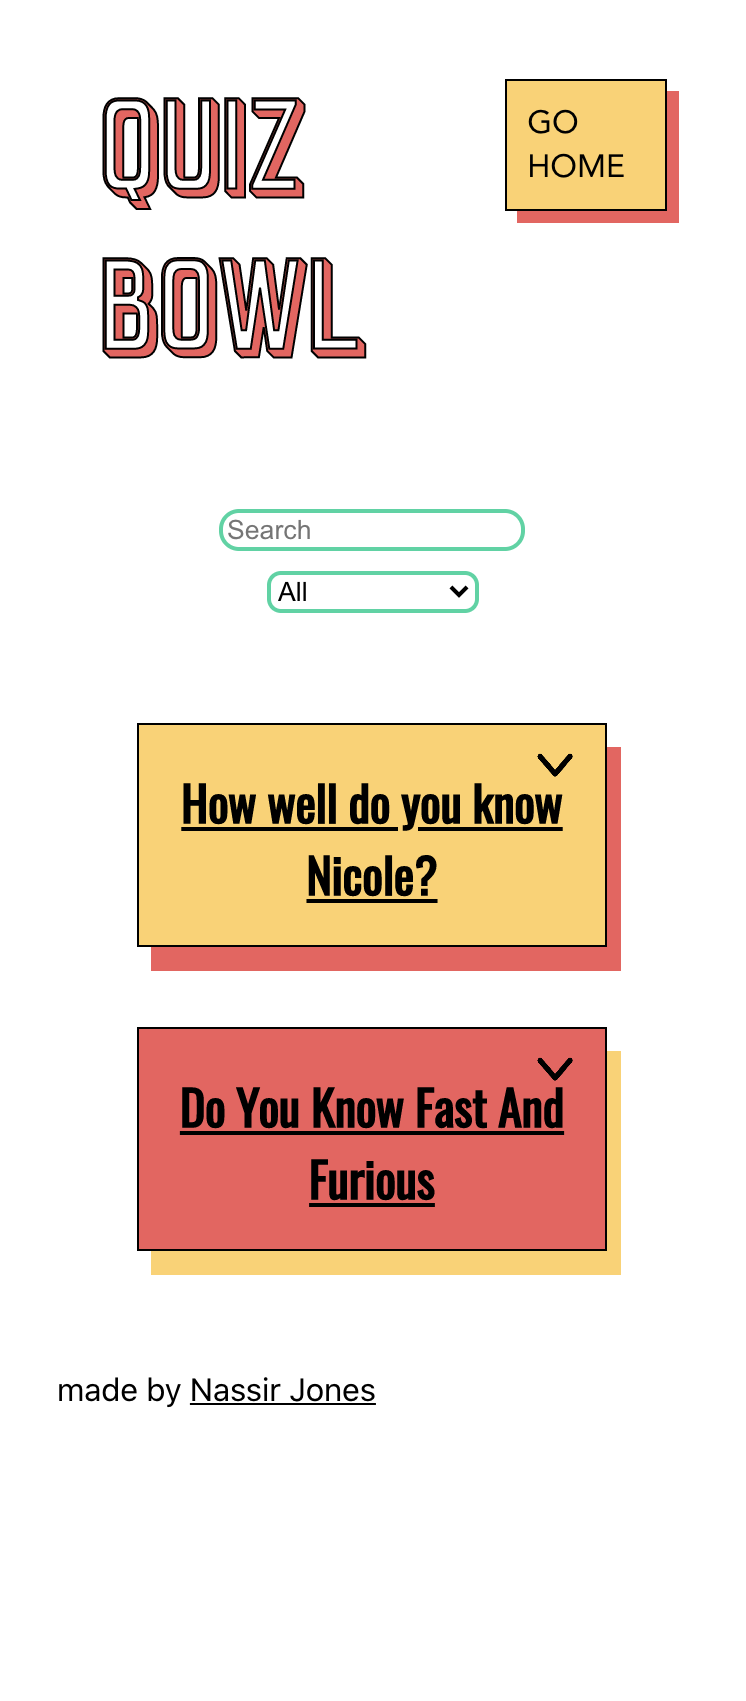 QUIZ
BOWL
GO
HOME
Search
All
How well do you know
Nicole?
Do You Know Fast And
Furious
made by Nassir Jones